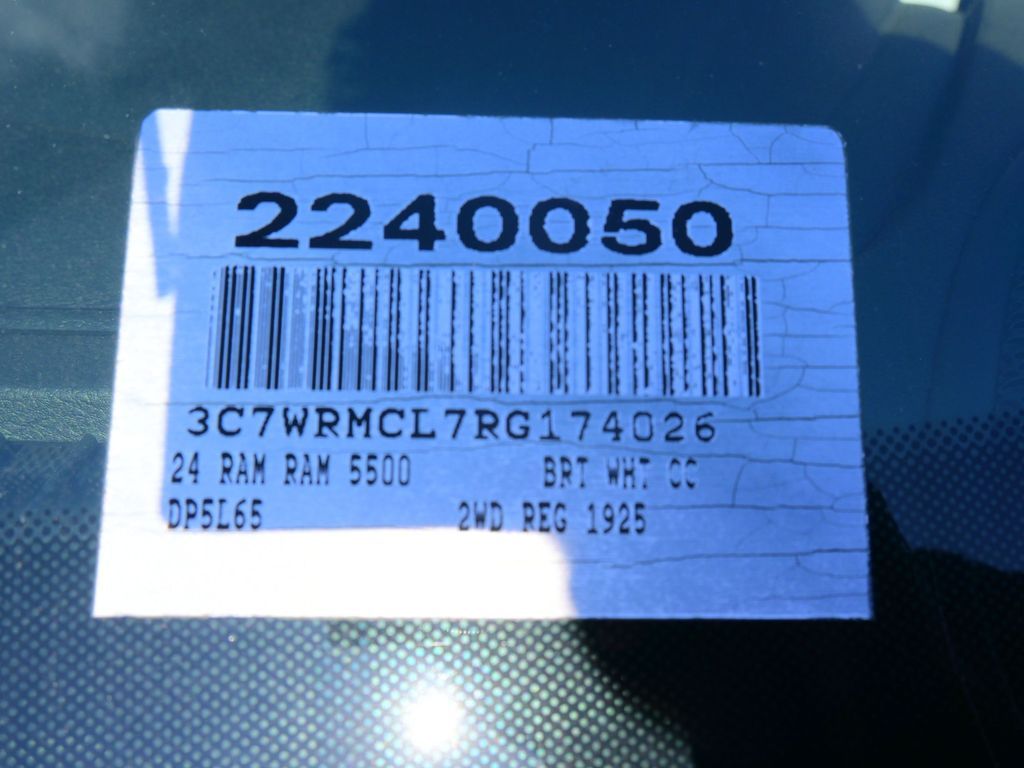 2240050
3C7WRMCL7RG174026
24 RAM RAM 5500 BRT WHT CC
DP5L65 2WD REG 1925